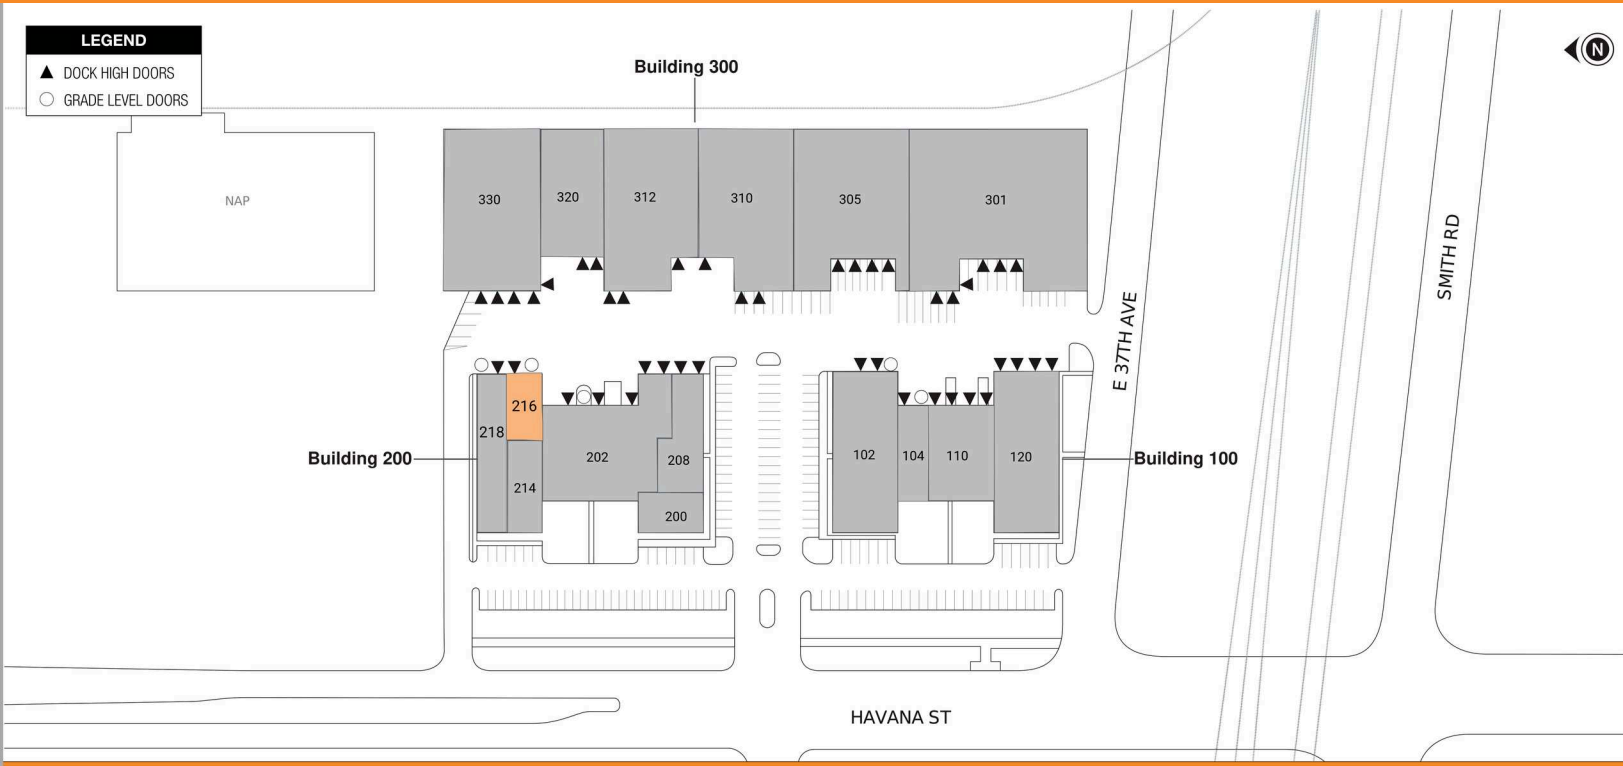 LEGEND
DOCK HIGH DOORS
GRADE LEVEL DOORS
N
Building 300
NAP
330
320
312
310
305
301
SMITH RD
E 37TH AVE
216
218
202
208
214
200
Building 200
102
104
110
120
Building 100
HAVANA ST